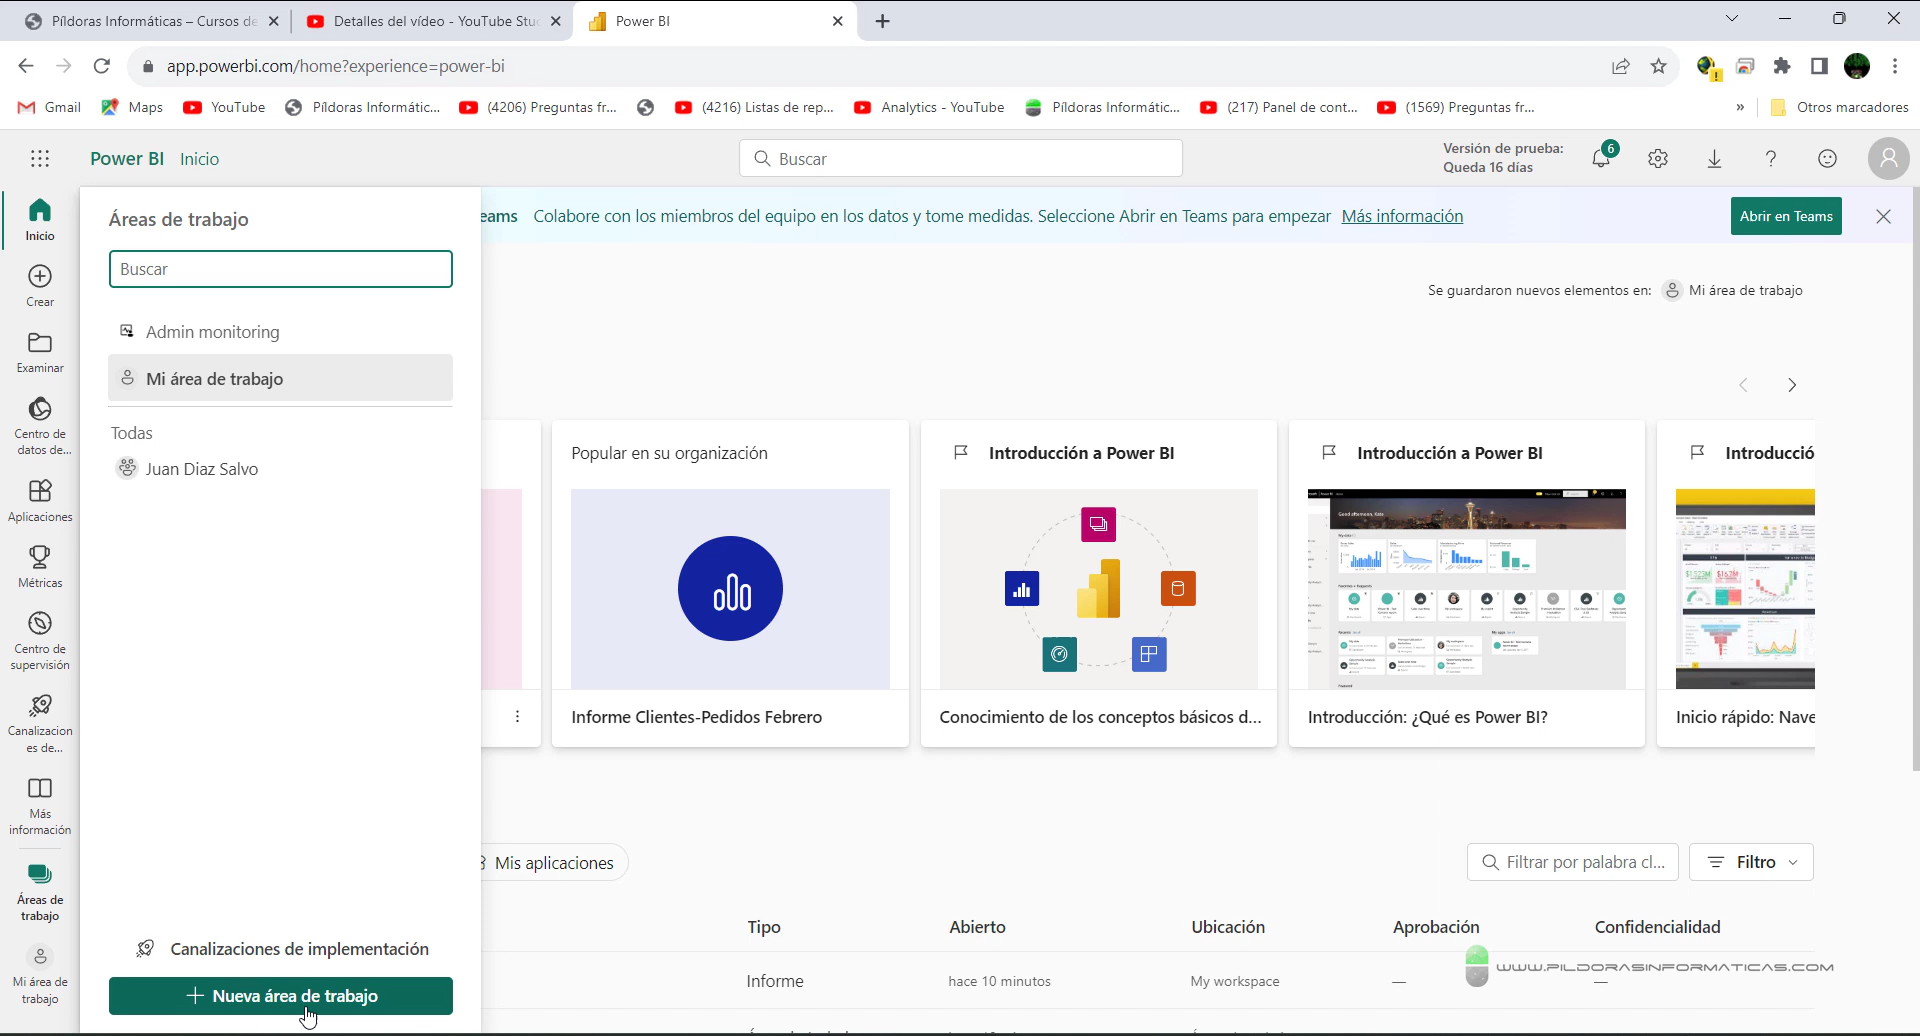 Píldoras Informáticas – Cursos de
Detalles del vídeo - YouTube Stu
Power BI
app.powerbi.com/home?experience=power-bi
Gmail
Maps
YouTube
Píldoras Informátic...
(4206) Preguntas fr...
(4216) Listas de rep...
Analytics - YouTube
Píldoras Informátic...
(217) Panel de cont...
(1569) Preguntas fr...
»
Otros marcadores
Power BI Inicio
Buscar
Versión de prueba:
Queda 16 días
6
Inicio
Crear
Examinar
Centro de
datos de...
Aplicaciones
Métricas
Centro de
supervisión
Canalizacion
es de...
Más
información
Áreas de
trabajo
Mi área de
trabajo
Áreas de trabajo
Buscar
Admin monitoring
Mi área de trabajo
Todas
Juan Diaz Salvo
Canalizaciones de implementación
Nueva área de trabajo
eams Colabore con los miembros del equipo en los datos y tome medidas. Seleccione Abrir en Teams para empezar Más información
Abrir en Teams
Se guardaron nuevos elementos en: Mi área de trabajo
Popular en su organización
Informe Clientes-Pedidos Febrero
Introducción a Power BI
Conocimiento de los conceptos básicos d...
Introducción a Power BI
Good afternoon, Kate
Introducción: ¿Qué es Power BI?
Introducció
Inicio rápido: Nave
Mis aplicaciones
Filtrar por palabra cl...
Filtro
Tipo
Abierto
Ubicación
Aprobación
Confidencialidad
Informe
hace 10 minutos
My workspace
—
—
WWW.PILDORASINFORMATICAS.COM